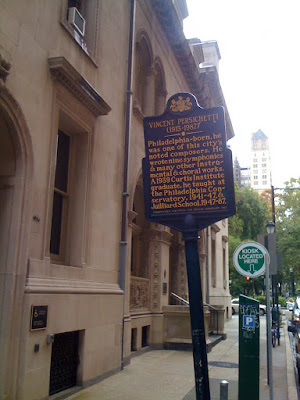 VINCENT PERSICHETTI
(1915-1987)
Philadelphia-born, he
was one of this city's
noted composers. He
wrote nine symphonies
& many other instru-
mental & choral works.
A 1939 Curtis Institute
graduate, he taught at
the Philadelphia Con-
servatory, 1941-47, &
Juilliard School, 1947-87.
KIOSK
LOCATED
HERE
P